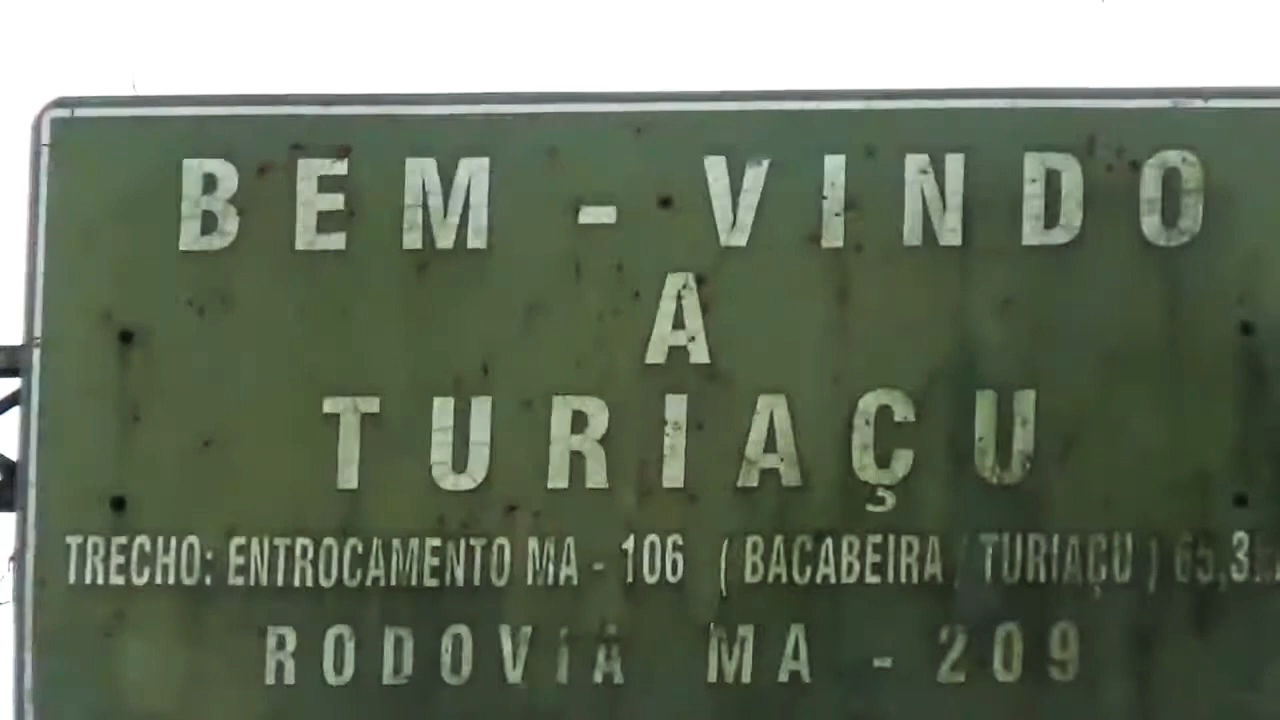 BEM - VINDO
A
TURIAÇU
TRECHO: ENTROCAMENTO MA - 106 ( BACABEIRA / TURIAÇU ) 65,3
RODOVIA MA - 209